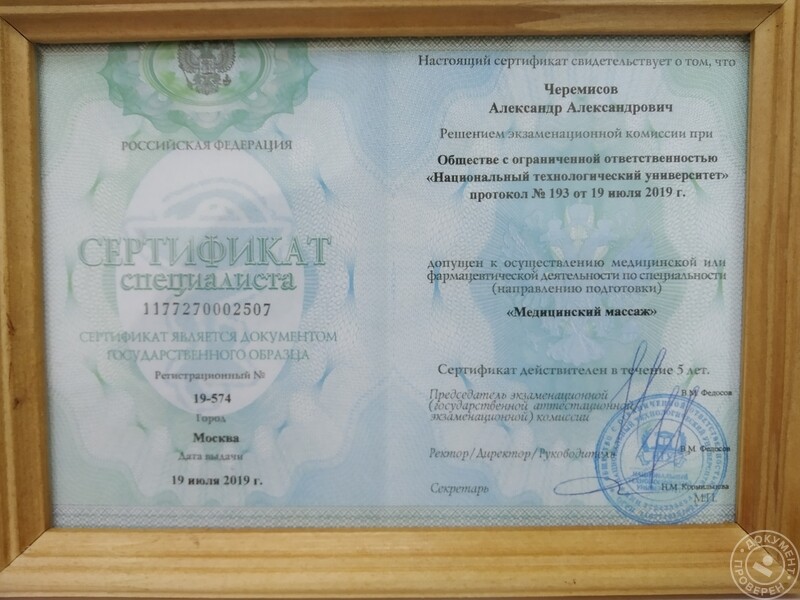 РОССИЙСКАЯ ФЕДЕРАЦИЯ
СЕРТИФИКАТ
специалиста
1177270002507
СЕРТИФИКАТ ЯВЛЯЕТСЯ ДОКУМЕНТОМ
ГОСУДАРСТВЕННОГО ОБРАЗЦА
Регистрационный №
19-574
Город
Москва
Дата выдачи
19 июля 2019 г.
Настоящий сертификат свидетельствует о том, что
Черемисов
Александр Александрович
Решением экзаменационной комиссии при
Обществе с ограниченной ответственностью
«Национальный технологический университет»
протокол № 193 от 19 июля 2019 г.
допущен к осуществлению медицинской или
фармацевтической деятельности по специальности
(направлению подготовки)
«Медицинский массаж»
Сертификат действителен в течение 5 лет.
Председатель экзаменационной
(государственной аттестационной
экзаменационной) комиссии
В.М. Федосов
Ректор/Директор/Руководитель
В.М. Федосов
Секретарь
Н.М.
М.П.
ДОКУМЕНТ
ПРОВЕРЕН